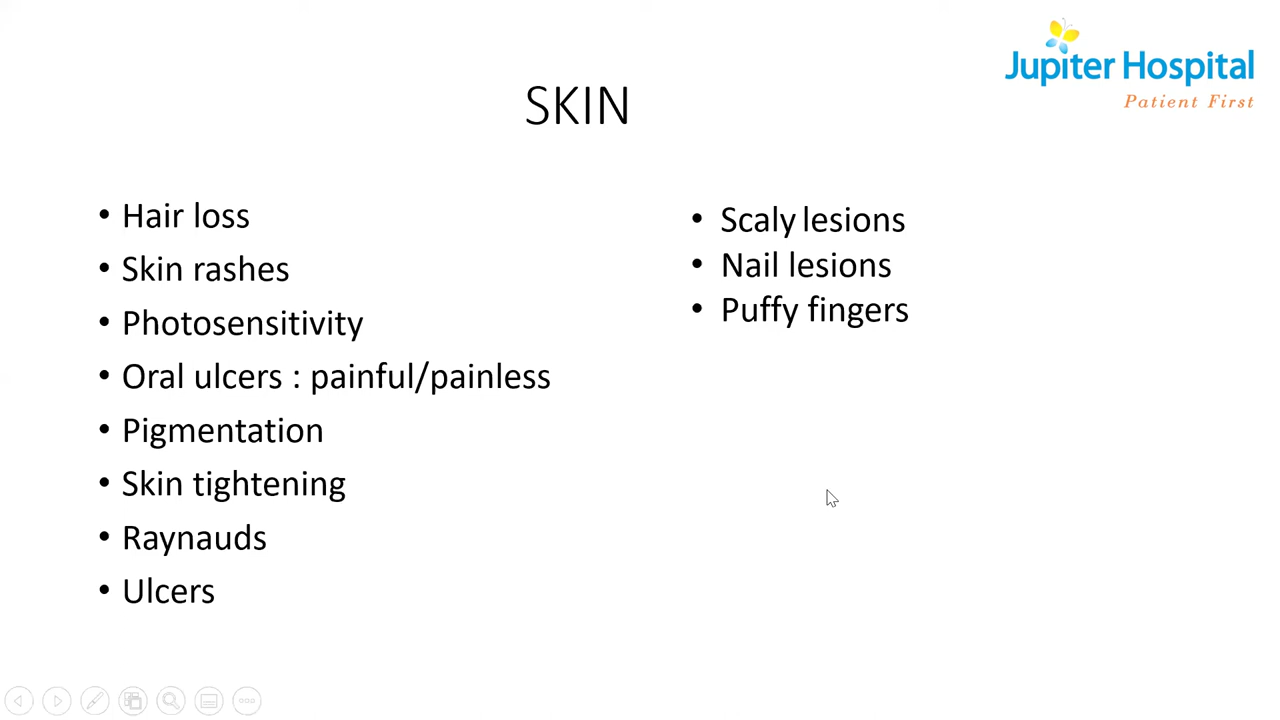 Jupiter Hospital
Patient First
SKIN
• Hair loss
• Skin rashes
• Photosensitivity
• Oral ulcers : painful/painless
• Pigmentation
• Skin tightening
• Raynauds
• Ulcers
• Scaly lesions
• Nail lesions
• Puffy fingers